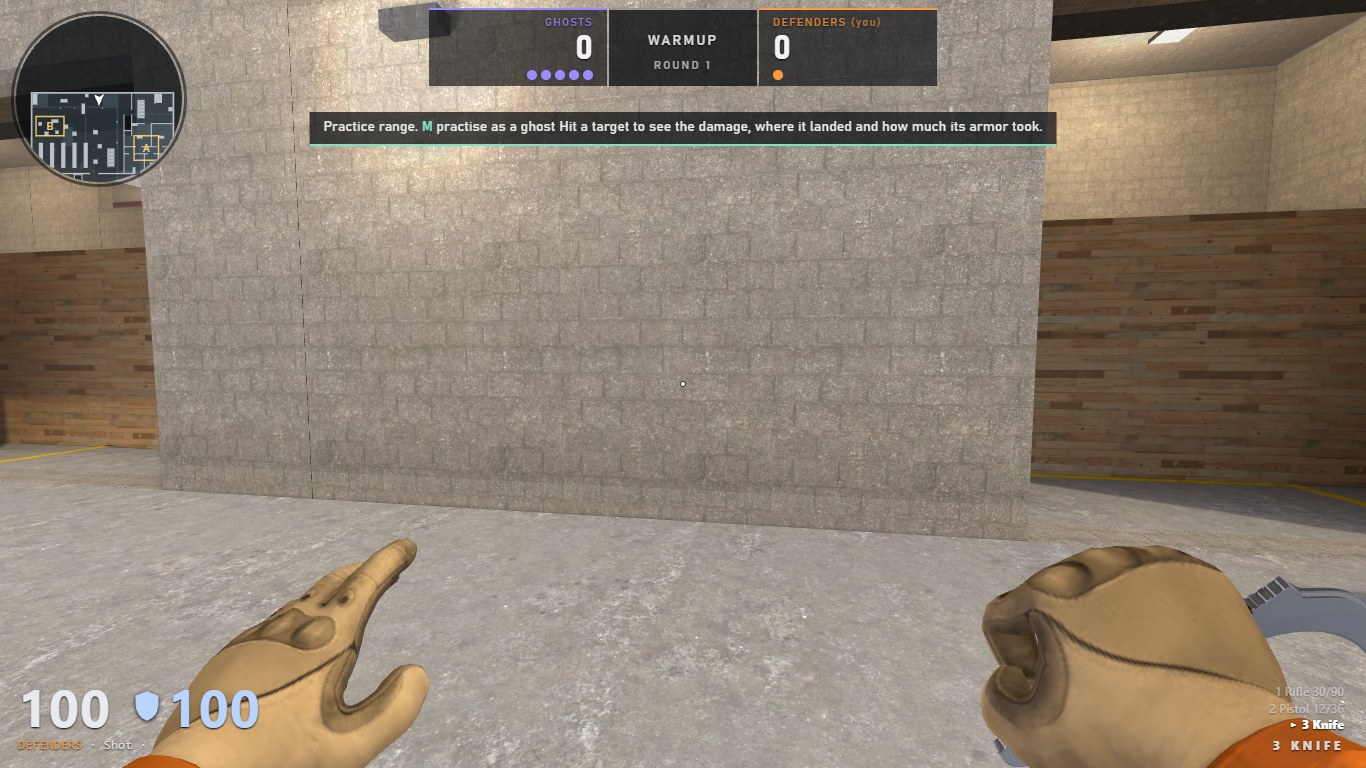 GHOSTS
0
WARMUP
ROUND 1
DEFENDERS (you)
0
Practice range. M practise as a ghost Hit a target to see the damage, where it landed and how much its armor took.
B
A
100 100
DEFENDERS · Shot ·
1 Rifle 30/90
2 Pistol 12/36
▸ 3 Knife
3 KNIFE